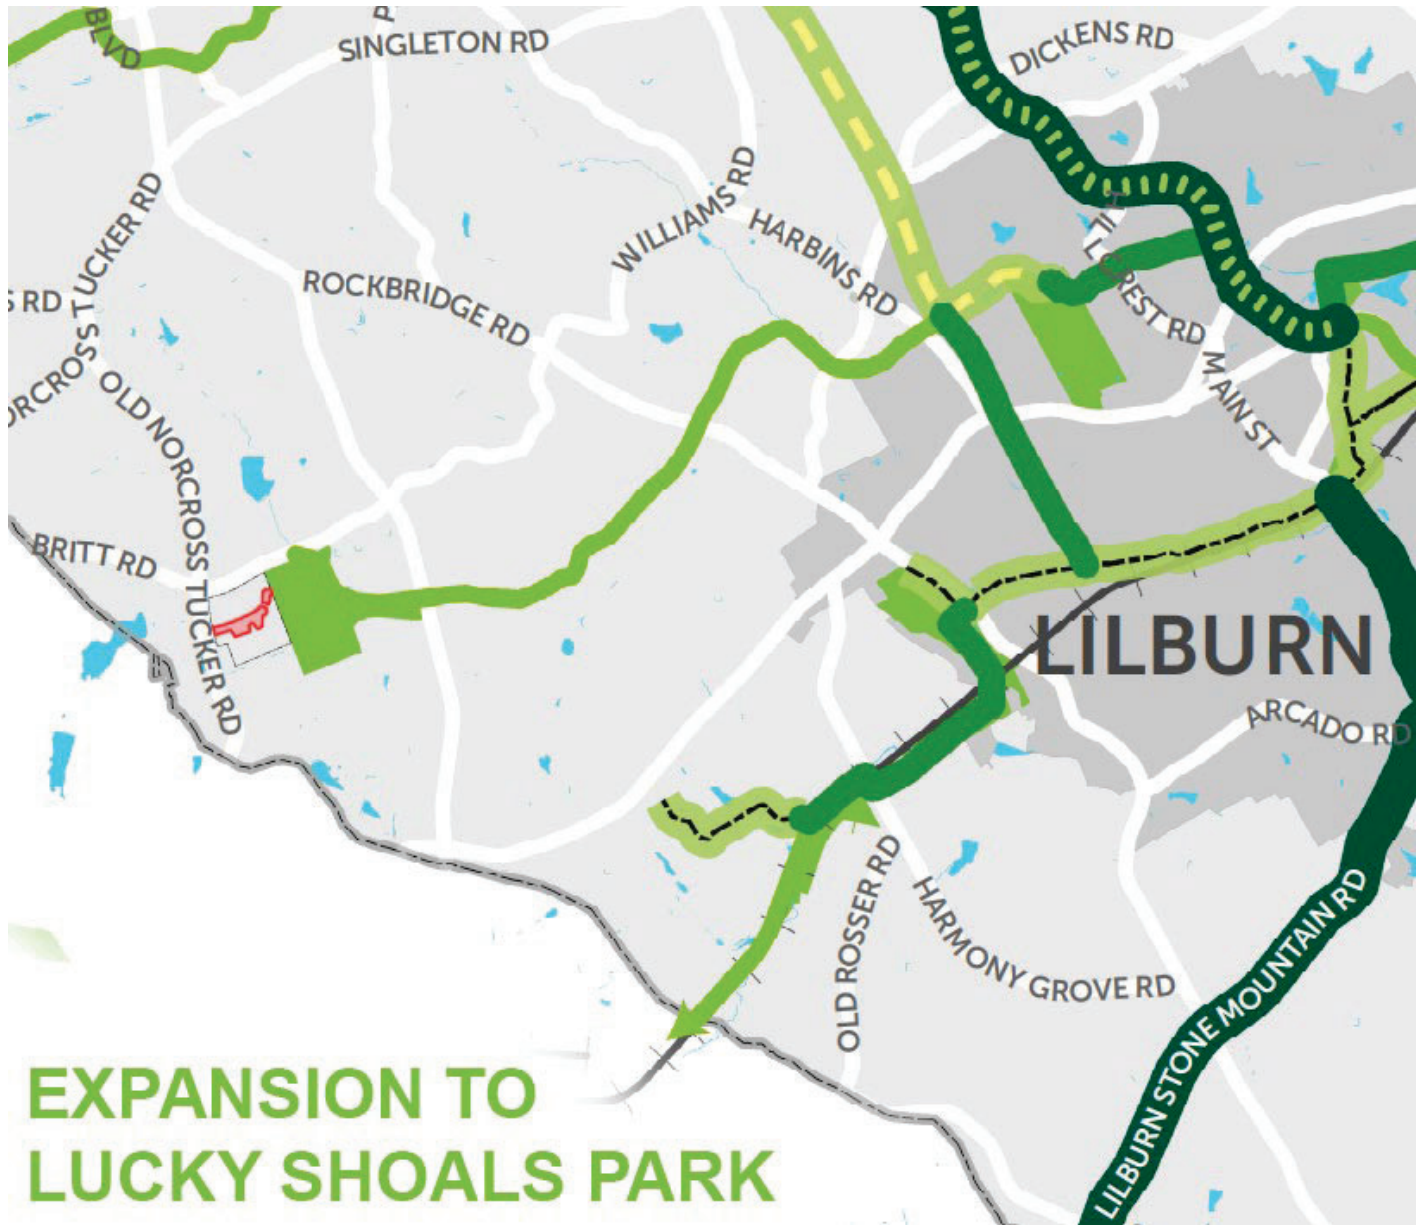 BLVD
P
SINGLETON RD
DICKENS RD
WILLIAMS RD
HARBINS RD
HILLCREST RD
S RD
ORCROSS TUCKER RD
ROCKBRIDGE RD
MAIN ST
OLD NORCROSS TUCKER RD
BRITT RD
LILBURN
ARCADO RD
OLD ROSSER RD
HARMONY GROVE RD
LILBURN STONE MOUNTAIN RD
EXPANSION TO
LUCKY SHOALS PARK